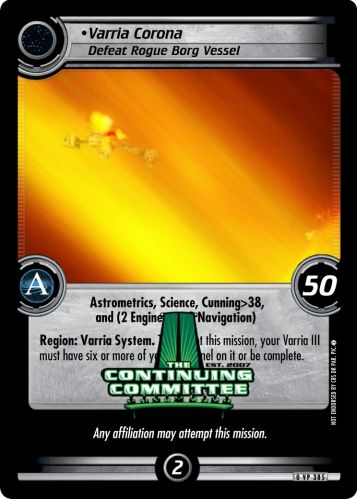 •Varria Corona
Defeat Rogue Borg Vessel
A
50
Astrometrics, Science, Cunning>38,
and (2 Engine Navigation)
Region: Varria System. this mission, your Varria III
must have six or more of on it or be complete.
THE
EST. 2007
CONTINUING
COMMITTEE
Any affiliation may attempt this mission.
2
NOT ENDORSED BY CBS OR PAR. PIC.
0 VP 385